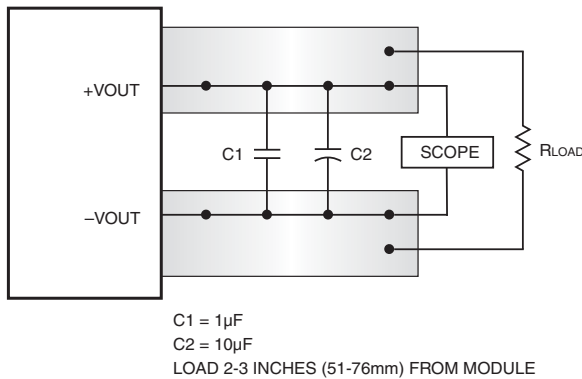 +VOUT
C1
C2
SCOPE
RLOAD
−VOUT
C1 = 1μF
C2 = 10μF
LOAD 2-3 INCHES (51-76mm) FROM MODULE